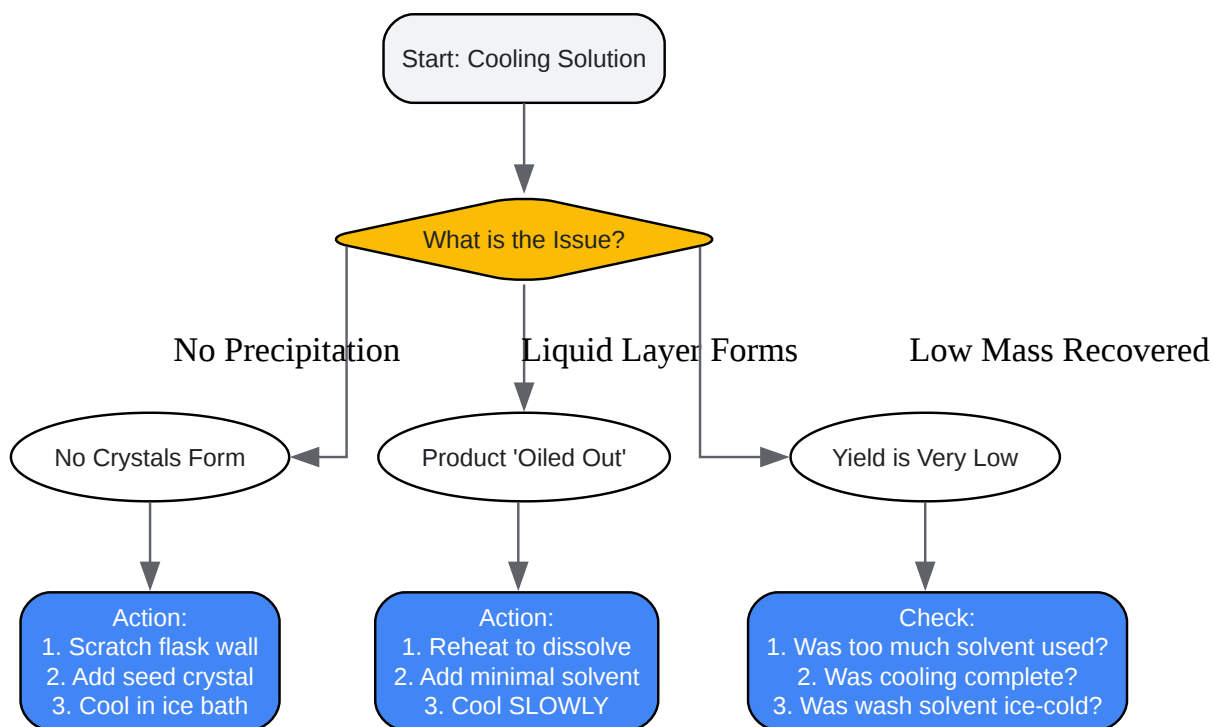 Start: Cooling Solution
What is the Issue?
No Precipitation
Liquid Layer Forms
Low Mass Recovered
No Crystals Form
Product 'Oiled Out'
Yield is Very Low
Action:
1. Scratch flask wall
2. Add seed crystal
3. Cool in ice bath
Action:
1. Reheat to dissolve
2. Add minimal solvent
3. Cool SLOWLY
Check:
1. Was too much solvent used?
2. Was cooling complete?
3. Was wash solvent ice-cold?